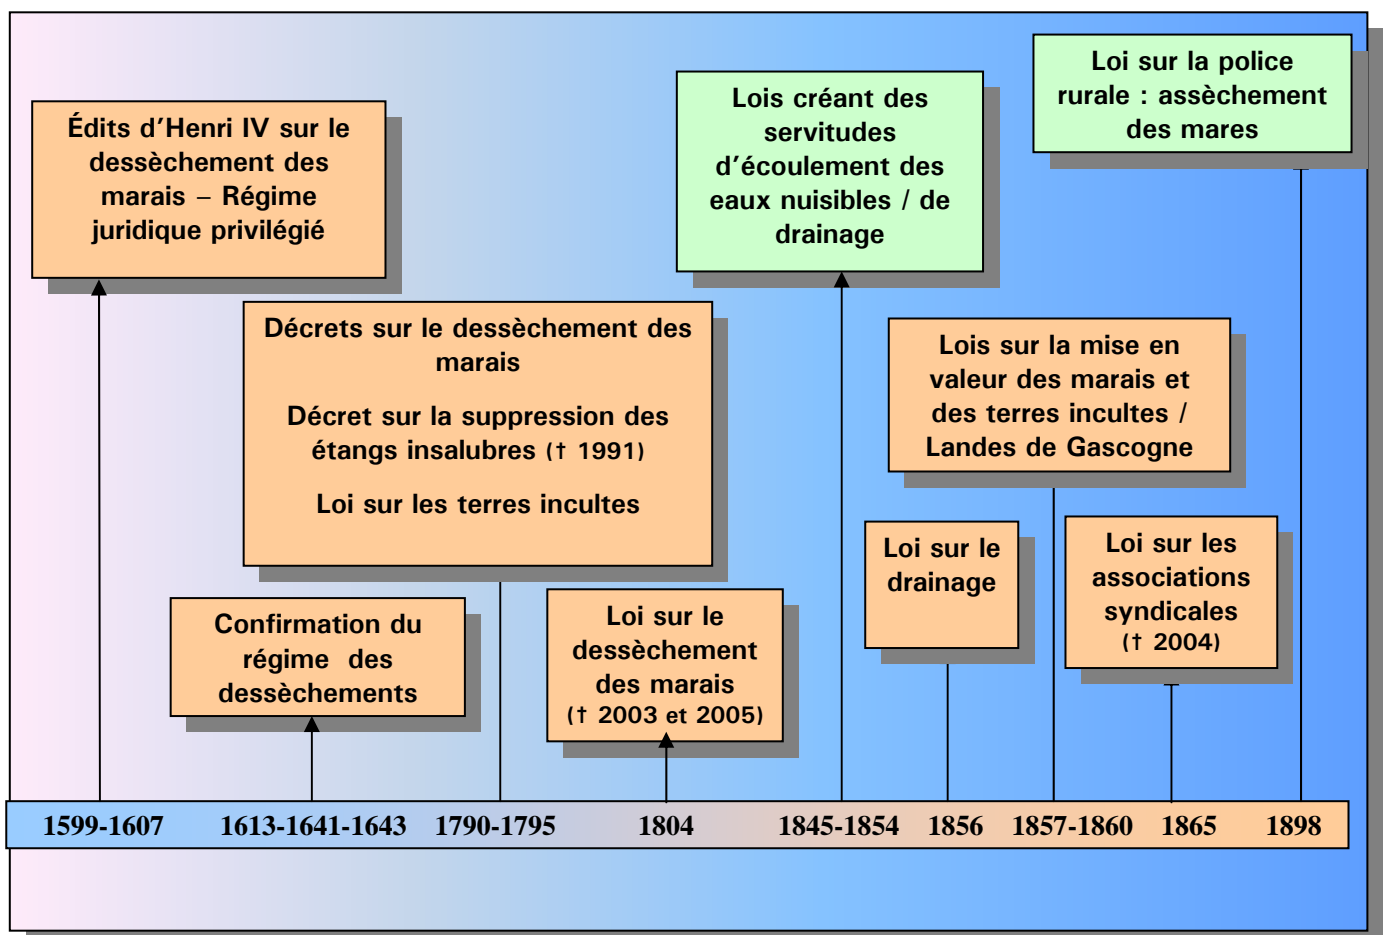 Édits d'Henri IV sur le
dessèchement des
marais – Régime
juridique privilégié
Décrets sur le dessèchement des
marais
Décret sur la suppression des
étangs insalubres († 1991)
Loi sur les terres incultes
Confirmation du
régime des
dessèchements
Loi sur le
dessèchement
des marais
(† 2003 et 2005)
Lois créant des
servitudes
d'écoulement des
eaux nuisibles / de
drainage
Loi sur le
drainage
Lois sur la mise en
valeur des marais et
des terres incultes /
Landes de Gascogne
Loi sur les
associations
syndicales
(† 2004)
Loi sur la police
rurale : assèchement
des mares
1599-1607 1613-1641-1643 1790-1795 1804 1845-1854 1856 1857-1860 1865 1898